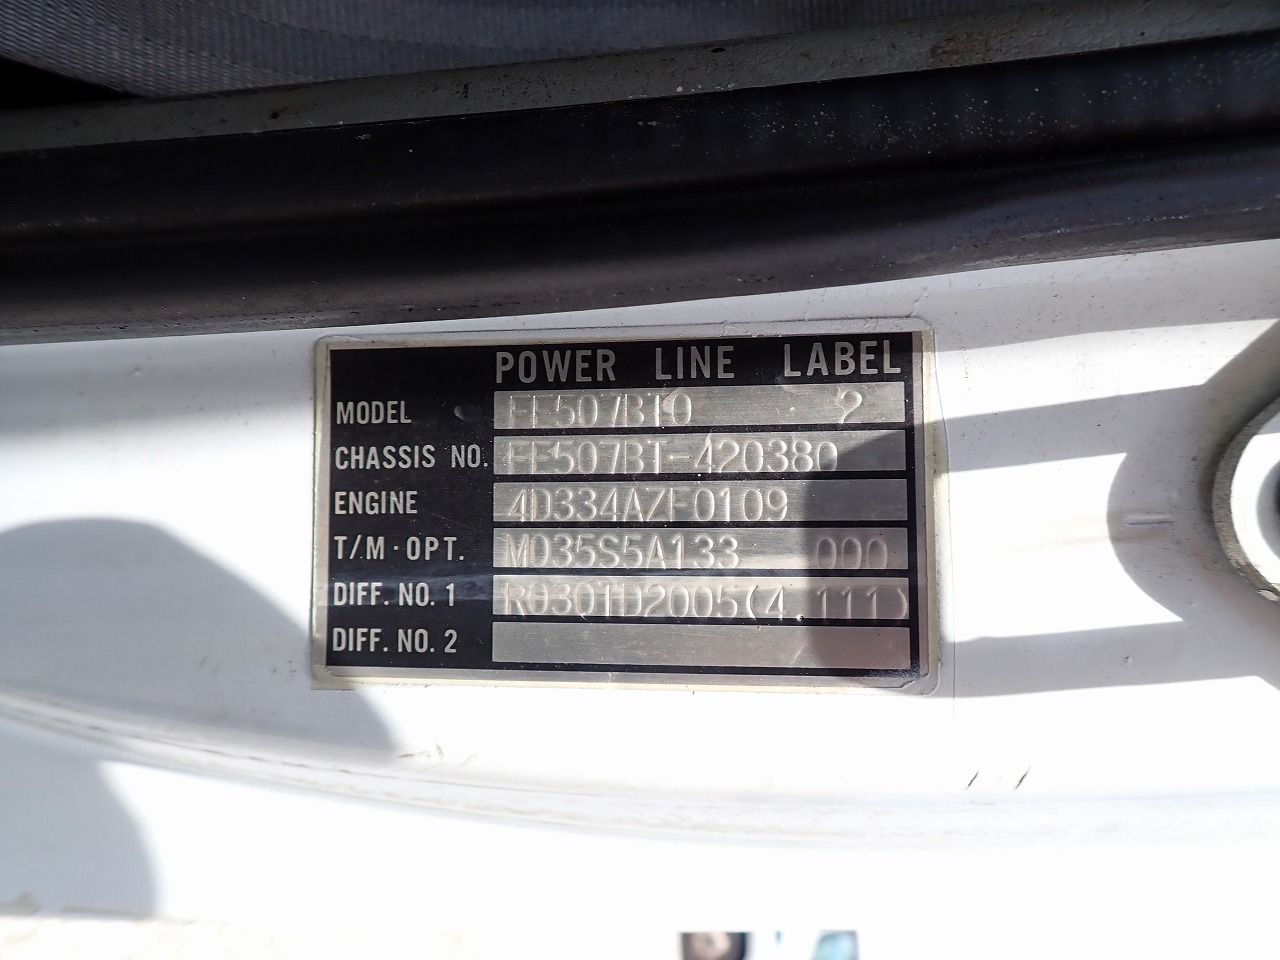 POWER LINE LABEL
MODEL FE507BT0 2
CHASSIS NO. FE507BT-420380
ENGINE 4D334AZF0109
T/M·OPT. M035S5A133 000
DIFF. NO. 1 R030TD2005(4.111)
DIFF. NO. 2